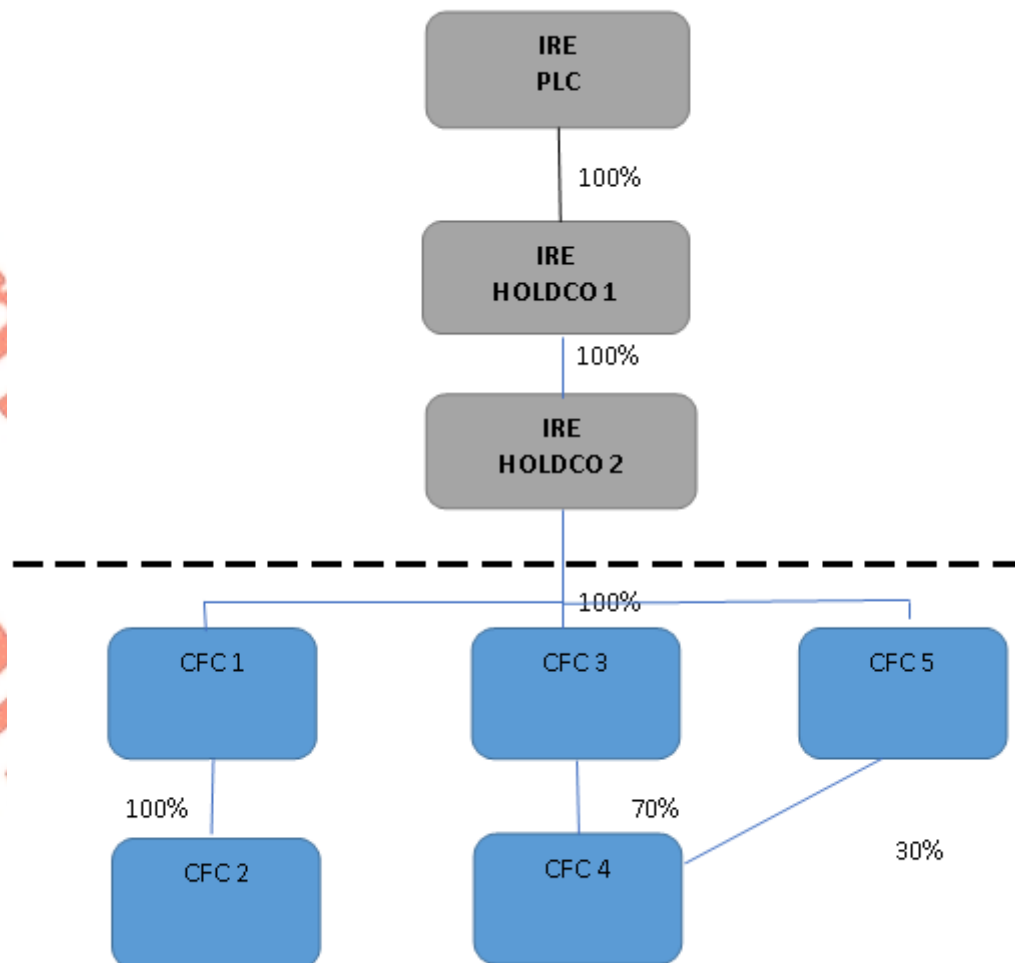 IRE
PLC
100%
IRE
HOLDCO 1
100%
IRE
HOLDCO 2
100%
CFC 1
CFC 3
CFC 5
100%
70%
30%
CFC 2
CFC 4